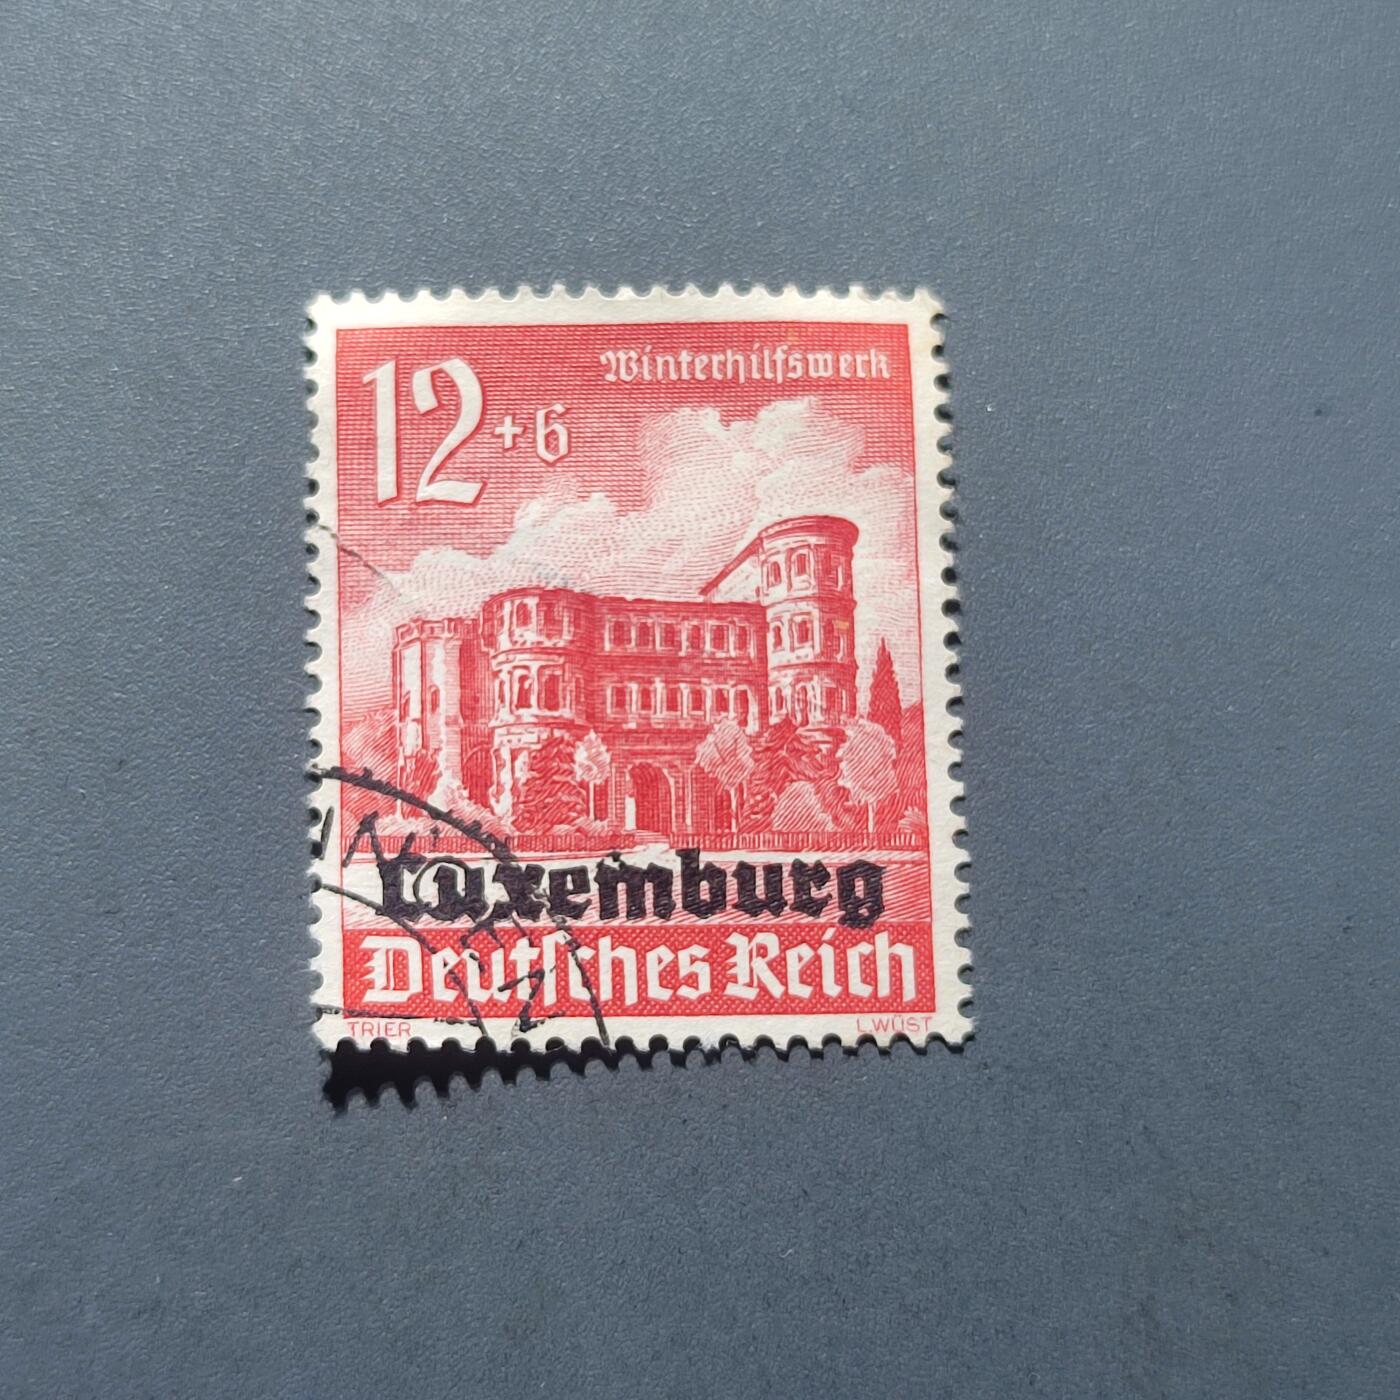 12 + 6
Winterhilfswerk
Luxemburg
Deutsches Reich
TRIER
L.WÜST